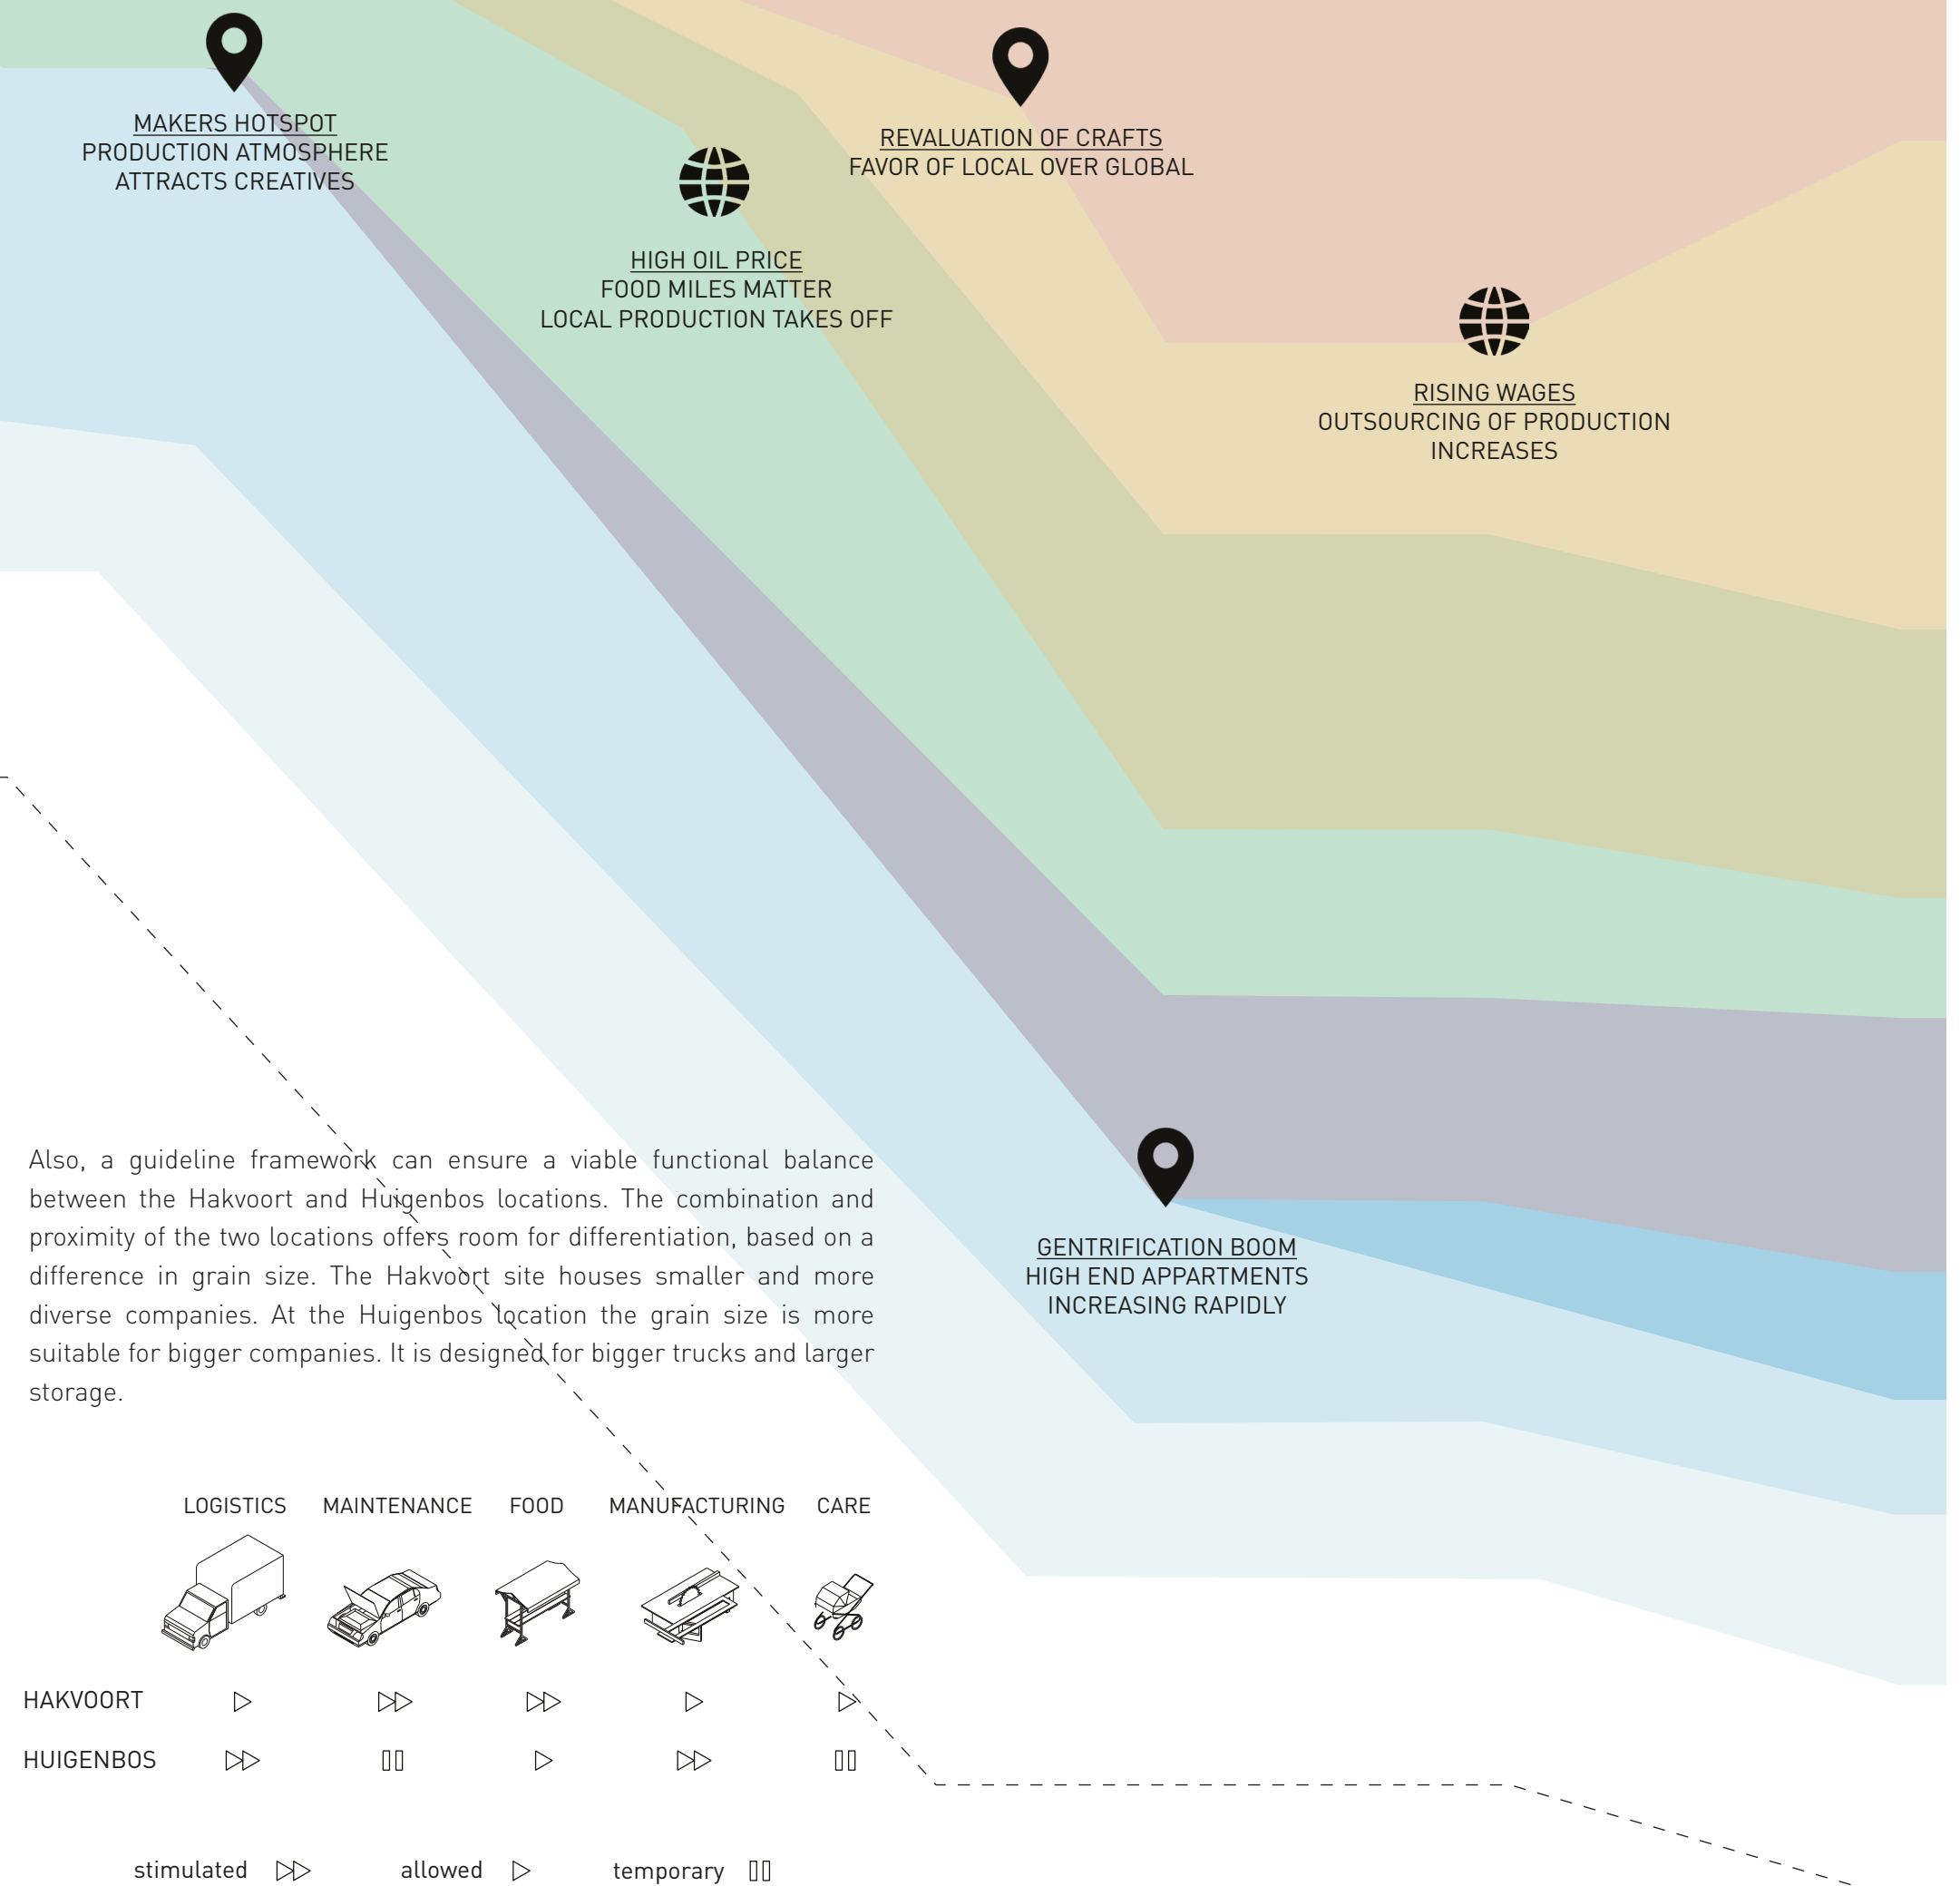 MAKERS HOTSPOT
PRODUCTION ATMOSPHERE
ATTRACTS CREATIVES
REVALUATION OF CRAFTS
FAVOR OF LOCAL OVER GLOBAL
HIGH OIL PRICE
FOOD MILES MATTER
LOCAL PRODUCTION TAKES OFF
RISING WAGES
OUTSOURCING OF PRODUCTION
INCREASES
GENTRIFICATION BOOM
HIGH END APPARTMENTS
INCREASING RAPIDLY
Also, a guideline framework can ensure a viable functional balance
between the Hakvoort and Huigenbos locations. The combination and
proximity of the two locations offers room for differentiation, based on a
difference in grain size. The Hakvoort site houses smaller and more
diverse companies. At the Huigenbos location the grain size is more
suitable for bigger companies. It is designed for bigger trucks and larger
storage.
LOGISTICS MAINTENANCE FOOD MANUFACTURING CARE
HAKVOORT
HUIGENBOS
stimulated allowed temporary